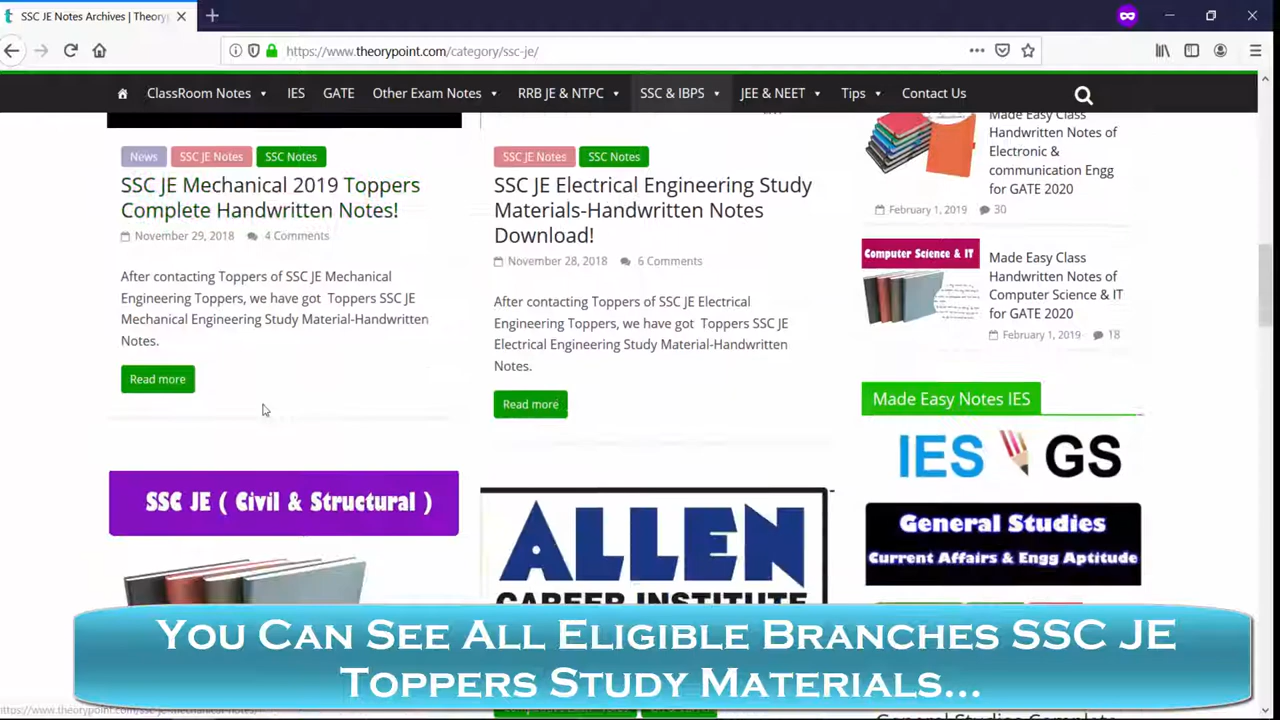 SSC JE Notes Archives | Theory
https://www.theorypoint.com/category/ssc-je/
ClassRoom Notes IES GATE Other Exam Notes RRB JE & NTPC SSC & IBPS JEE & NEET Tips Contact Us
News SSC JE Notes SSC Notes
SSC JE Mechanical 2019 Toppers
Complete Handwritten Notes!
November 29, 2018 4 Comments
After contacting Toppers of SSC JE Mechanical
Engineering Toppers, we have got Toppers SSC JE
Mechanical Engineering Study Material-Handwritten
Notes.
Read more
SSC JE ( Civil & Structural )
SSC JE Notes SSC Notes
SSC JE Electrical Engineering Study
Materials-Handwritten Notes
Download!
November 28, 2018 6 Comments
After contacting Toppers of SSC JE Electrical
Engineering Toppers, we have got Toppers SSC JE
Electrical Engineering Study Material-Handwritten
Notes.
Read more
ALLEN
CAREER INSTITUTE
Made Easy Class
Handwritten Notes of
Electronic &
communication Engg
for GATE 2020
February 1, 2019 30
Computer Science & IT
Made Easy Class
Handwritten Notes of
Computer Science & IT
for GATE 2020
February 1, 2019 18
Made Easy Notes IES
IES GS
General Studies
Current Affairs & Engg Aptitude
You Can See All Eligible Branches SSC JE
Toppers Study Materials...